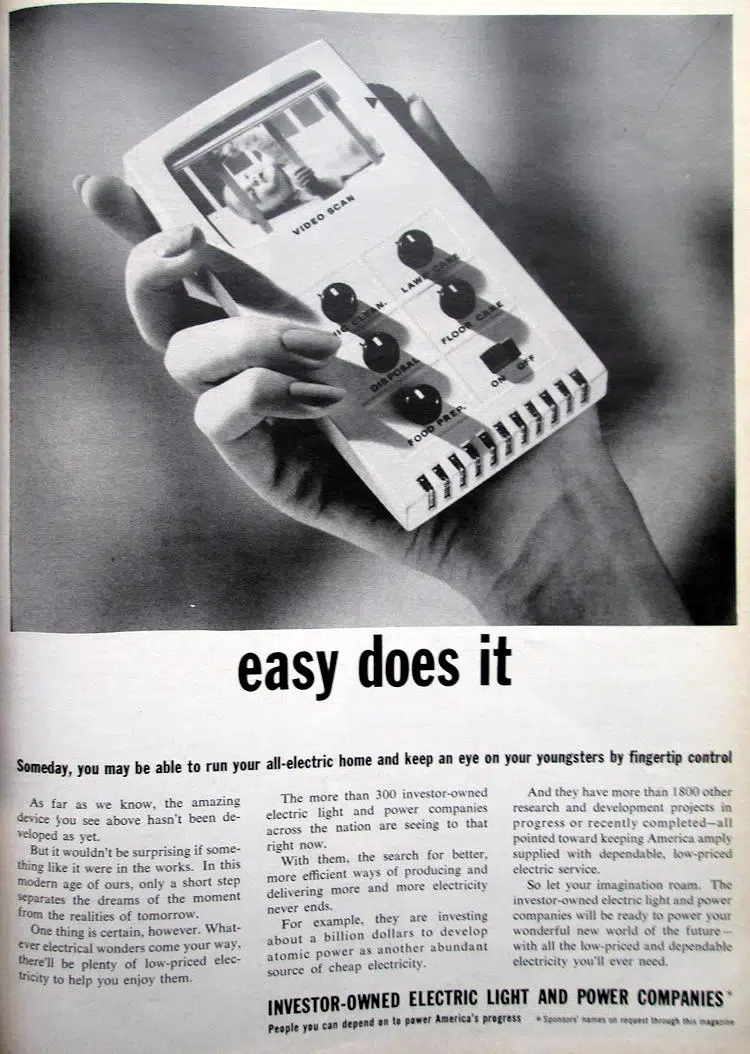 VIDEO SCAN
LAWN CARE
CLEAN.
FLOOR CARE
DISPOSAL
ON OFF
FOOD PREP.
easy does it
Someday, you may be able to run your all-electric home and keep an eye on your youngsters by fingertip control
As far as we know, the amazing
device you see above hasn't been de-
veloped as yet.
But it wouldn't be surprising if some-
thing like it were in the works. In this
modern age of ours, only a short step
separates the dreams of the moment
from the realities of tomorrow.
One thing is certain, however. What-
ever electrical wonders come your way,
there'll be plenty of low-priced elec-
tricity to help you enjoy them.
The more than 300 investor-owned
electric light and power companies
across the nation are seeing to that
right now.
With them, the search for better,
more efficient ways of producing and
delivering more and more electricity
never ends.
For example, they are investing
about a billion dollars to develop
atomic power as another abundant
source of cheap electricity.
And they have more than 1800 other
research and development projects in
progress or recently completed—all
pointed toward keeping America amply
supplied with dependable, low-priced
electric service.
So let your imagination roam. The
investor-owned electric light and power
companies will be ready to power your
wonderful new world of the future—
with all the low-priced and dependable
electricity you'll ever need.
INVESTOR-OWNED ELECTRIC LIGHT AND POWER COMPANIES*
People you can depend on to power America's progress *Sponsors' names on request through this magazine